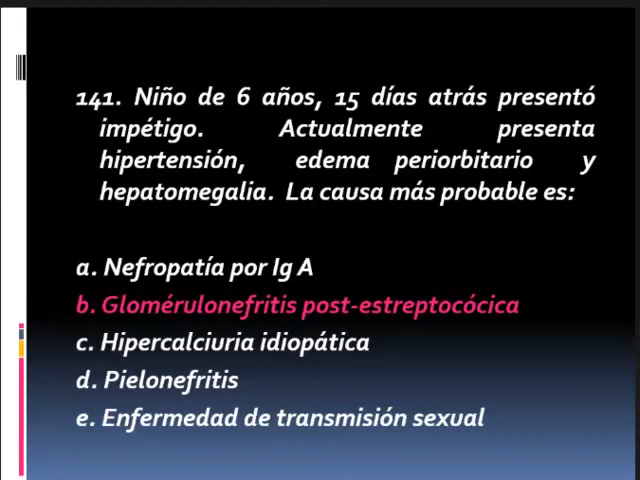 141. Niño de 6 años, 15 días atrás presentó
impétigo. Actualmente presenta
hipertensión, edema periorbitario y
hepatomegalia. La causa más probable es:
a. Nefropatía por Ig A
b. Glomérulonefritis post-estreptocócica
c. Hipercalciuria idiopática
d. Pielonefritis
e. Enfermedad de transmisión sexual